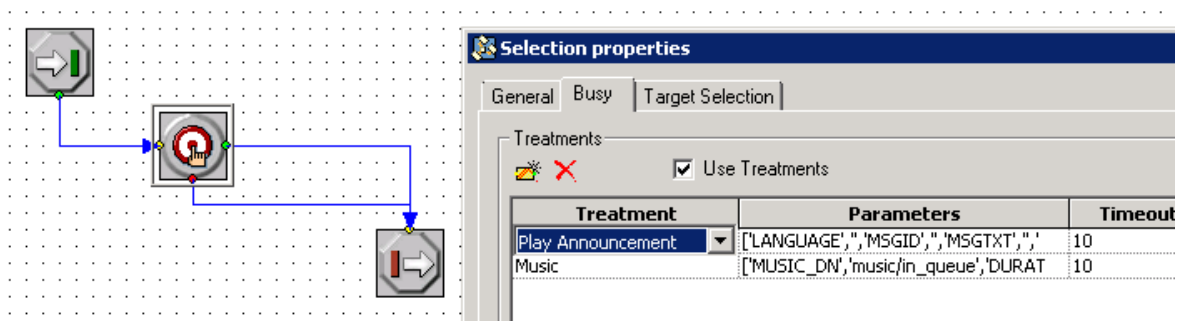 Selection properties
General Busy Target Selection
Treatments
Use Treatments
Treatment Parameters Timeout
Play Announcement ['LANGUAGE','','MSGID','','MSGTXT','',' 10
Music ['MUSIC_DN','music/in_queue','DURAT 10